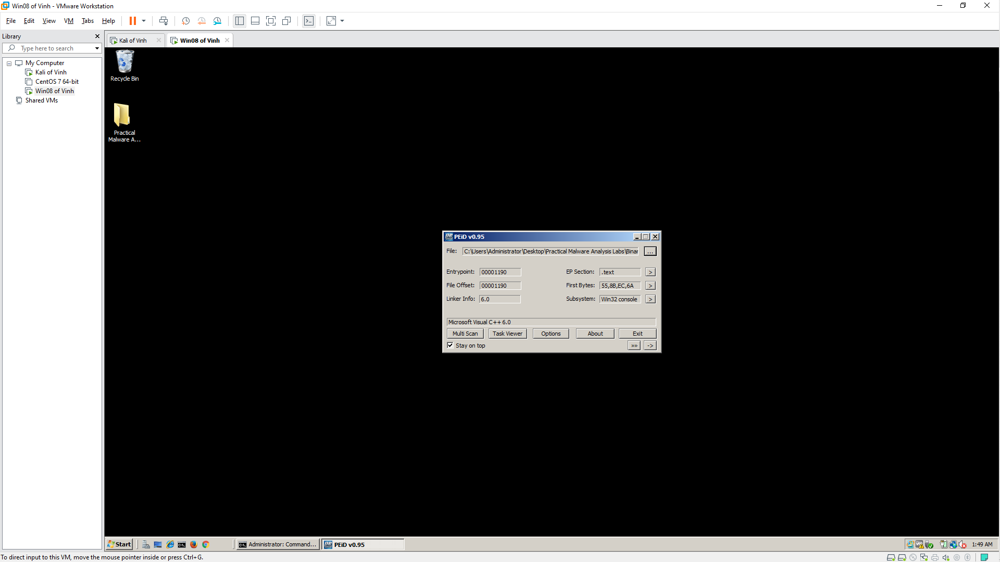 Win08 of Vinh - VMware Workstation
File Edit View VM Tabs Help
Library
Type here to search
My Computer
Kali of Vinh
CentOS 7 64-bit
Win08 of Vinh
Shared VMs
Kali of Vinh
Win08 of Vinh
Recycle Bin
Practical
Malware A...
PEiD v0.95
File: C:\Users\Administrator\Desktop\Practical Malware Analysis Labs\Binar ...
Entrypoint: 00001190 EP Section: .text >
File Offset: 00001190 First Bytes: 55,8B,EC,6A >
Linker Info: 6.0 Subsystem: Win32 console >
Microsoft Visual C++ 6.0
Multi Scan Task Viewer Options About Exit
Stay on top »» ->
Start Administrator: Command... PEiD v0.95 1:49 AM
To direct input to this VM, move the mouse pointer inside or press Ctrl+G.